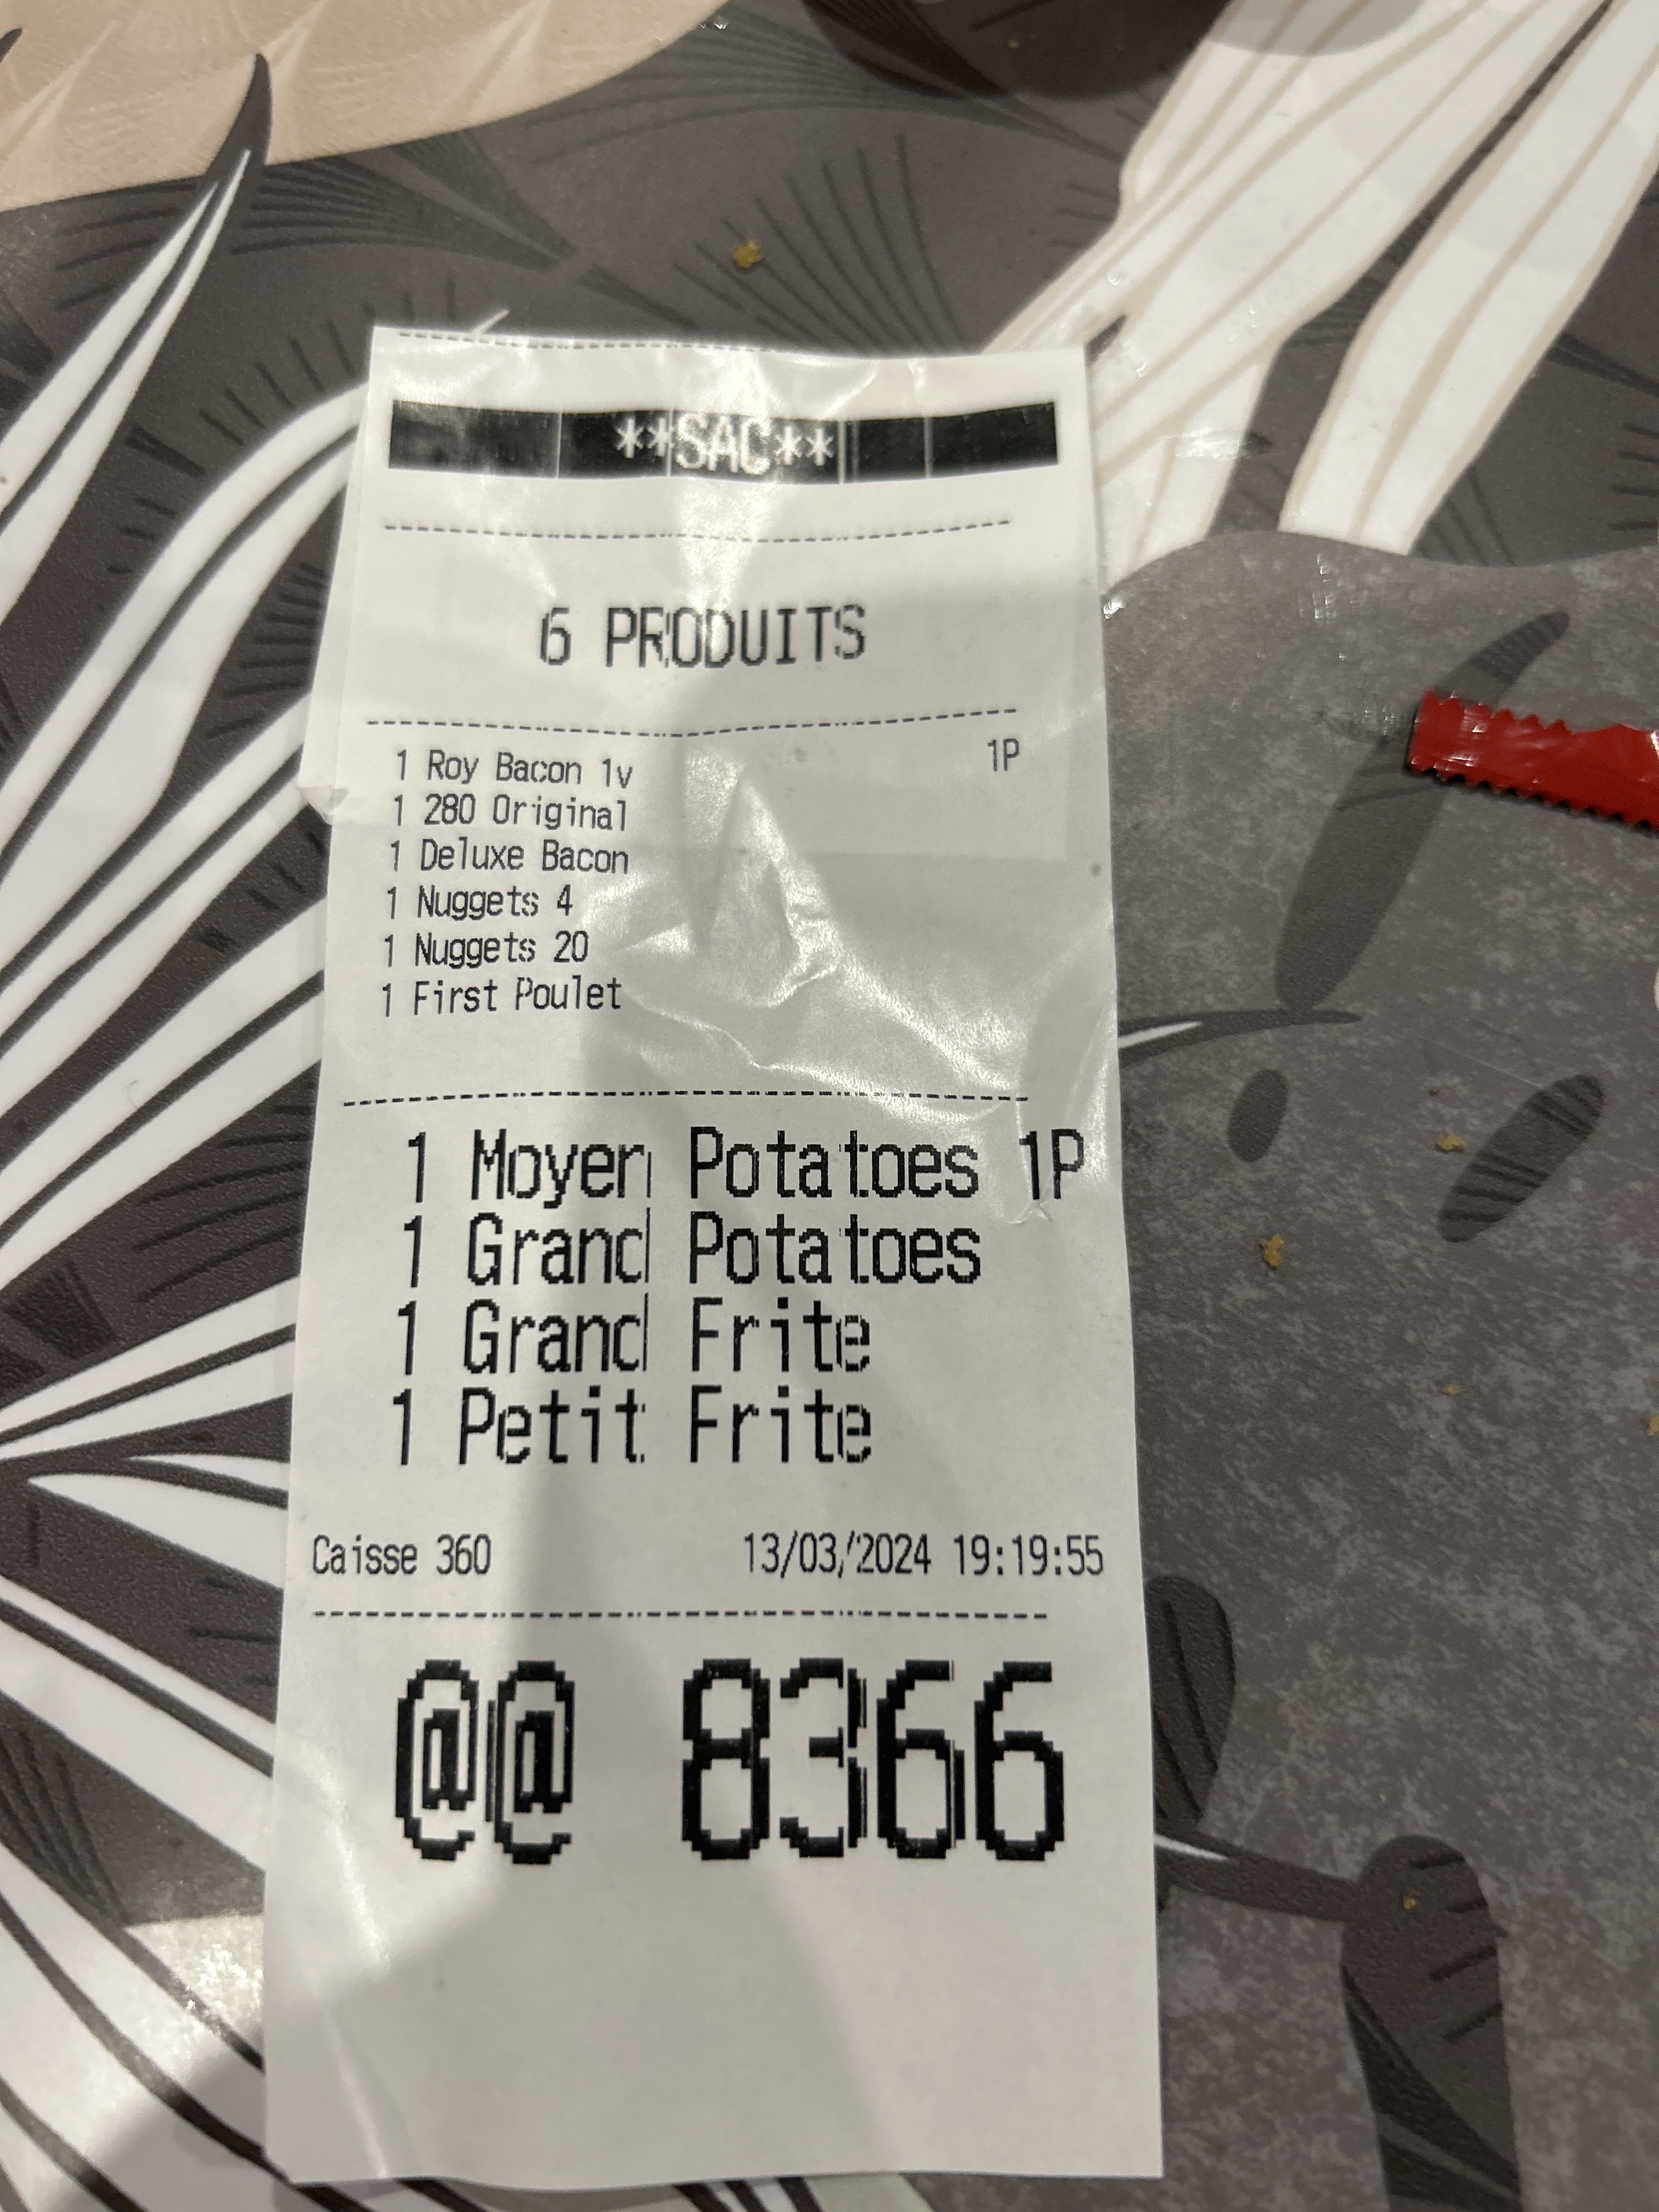 **SAC**
6 PRODUITS
1 Roy Bacon 1v 1P
1 280 Original
1 Deluxe Bacon
1 Nuggets 4
1 Nuggets 20
1 First Poulet
1 Moyen Potatoes 1P
1 Grand Potatoes
1 Grand Frite
1 Petit Frite
Caisse 360 13/03/2024 19:19:55
@@ 8366